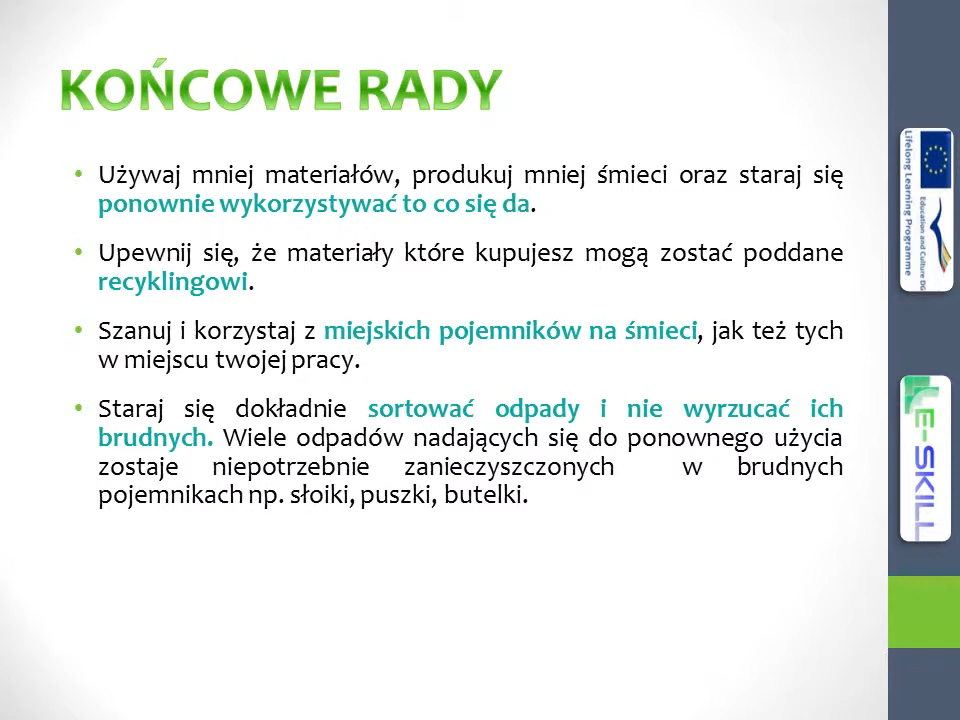 KOŃCOWE RADY
• Używaj mniej materiałów, produkuj mniej śmieci oraz staraj się
ponownie wykorzystywać to co się da.
• Upewnij się, że materiały które kupujesz mogą zostać poddane
recyklingowi.
• Szanuj i korzystaj z miejskich pojemników na śmieci, jak też tych
w miejscu twojej pracy.
• Staraj się dokładnie sortować odpady i nie wyrzucać ich
brudnych. Wiele odpadów nadających się do ponownego użycia
zostaje niepotrzebnie zanieczyszczonych w brudnych
pojemnikach np. słoiki, puszki, butelki.
Education and Culture DG
Lifelong Learning Programme
E-SKILL